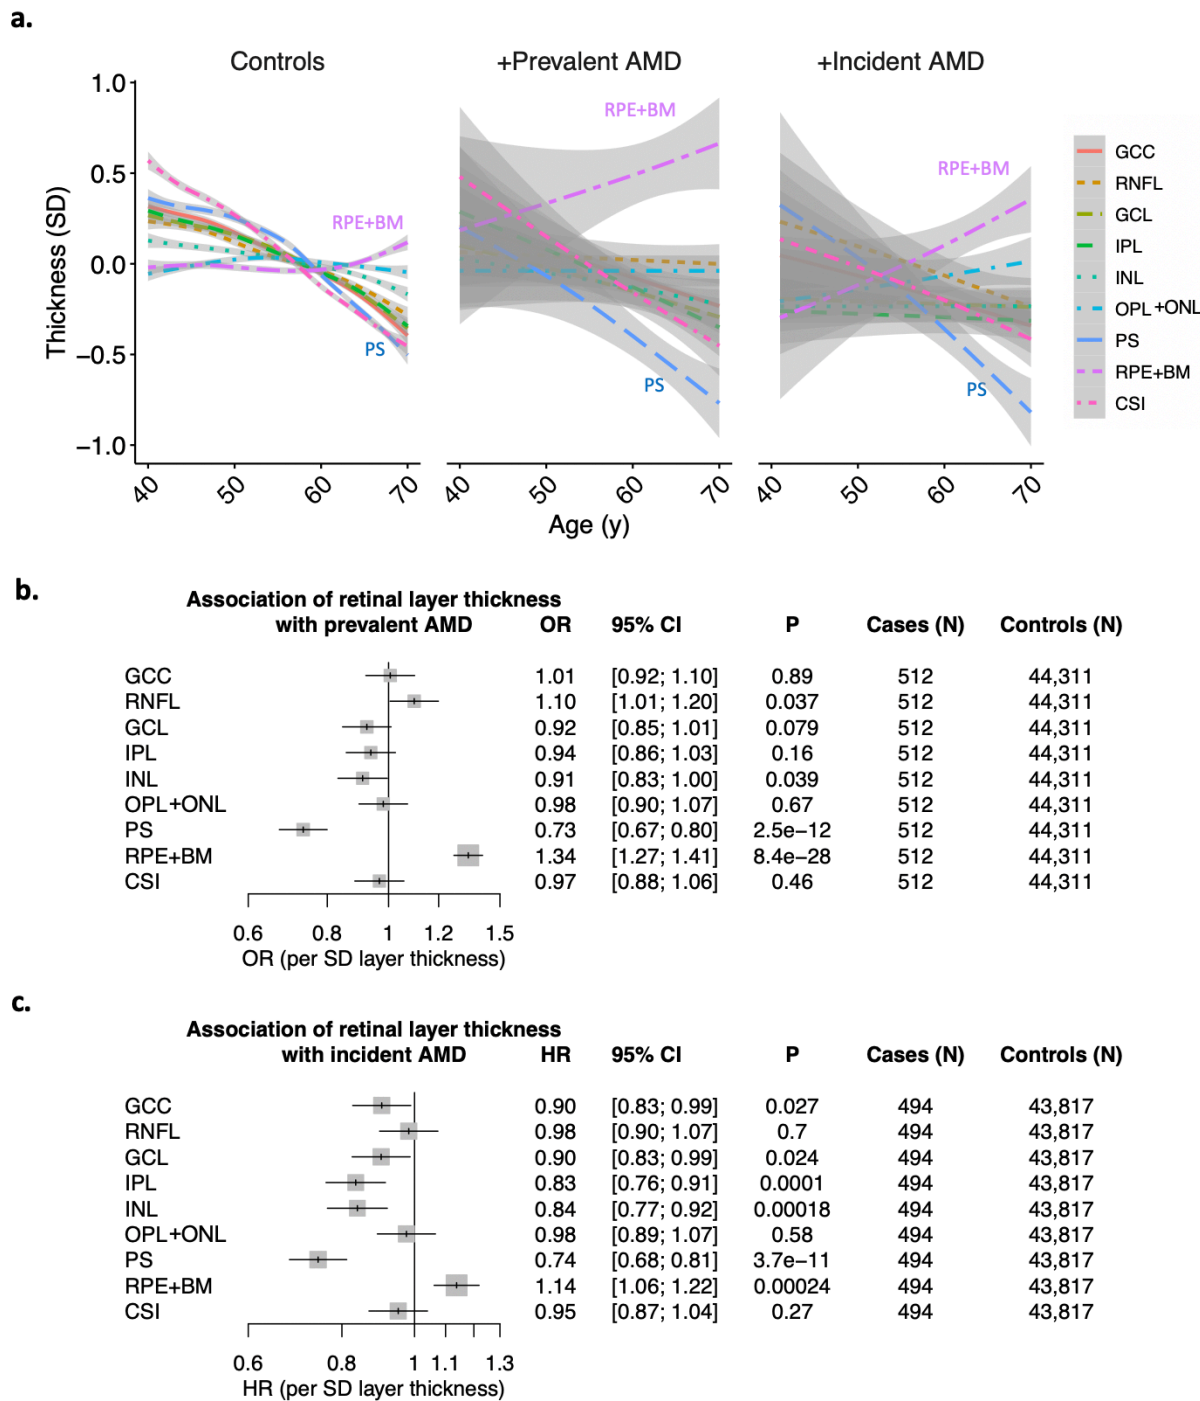 a.
Controls
+Prevalent AMD
+Incident AMD
Thickness (SD)
1.0
0.5
0.0
−0.5
−1.0
RPE+BM
PS
RPE+BM
PS
RPE+BM
PS
40 50 60 70
40 50 60 70
40 50 60 70
Age (y)
GCC
RNFL
GCL
IPL
INL
OPL+ONL
PS
RPE+BM
CSI
b.
Association of retinal layer thickness
with prevalent AMD OR 95% CI P Cases (N) Controls (N)
GCC 1.01 [0.92; 1.10] 0.89 512 44,311
RNFL 1.10 [1.01; 1.20] 0.037 512 44,311
GCL 0.92 [0.85; 1.01] 0.079 512 44,311
IPL 0.94 [0.86; 1.03] 0.16 512 44,311
INL 0.91 [0.83; 1.00] 0.039 512 44,311
OPL+ONL 0.98 [0.90; 1.07] 0.67 512 44,311
PS 0.73 [0.67; 0.80] 2.5e−12 512 44,311
RPE+BM 1.34 [1.27; 1.41] 8.4e−28 512 44,311
CSI 0.97 [0.88; 1.06] 0.46 512 44,311
0.6 0.8 1 1.2 1.5
OR (per SD layer thickness)
c.
Association of retinal layer thickness
with incident AMD HR 95% CI P Cases (N) Controls (N)
GCC 0.90 [0.83; 0.99] 0.027 494 43,817
RNFL 0.98 [0.90; 1.07] 0.7 494 43,817
GCL 0.90 [0.83; 0.99] 0.024 494 43,817
IPL 0.83 [0.76; 0.91] 0.0001 494 43,817
INL 0.84 [0.77; 0.92] 0.00018 494 43,817
OPL+ONL 0.98 [0.89; 1.07] 0.58 494 43,817
PS 0.74 [0.68; 0.81] 3.7e−11 494 43,817
RPE+BM 1.14 [1.06; 1.22] 0.00024 494 43,817
CSI 0.95 [0.87; 1.04] 0.27 494 43,817
0.6 0.8 1 1.1 1.3
HR (per SD layer thickness)